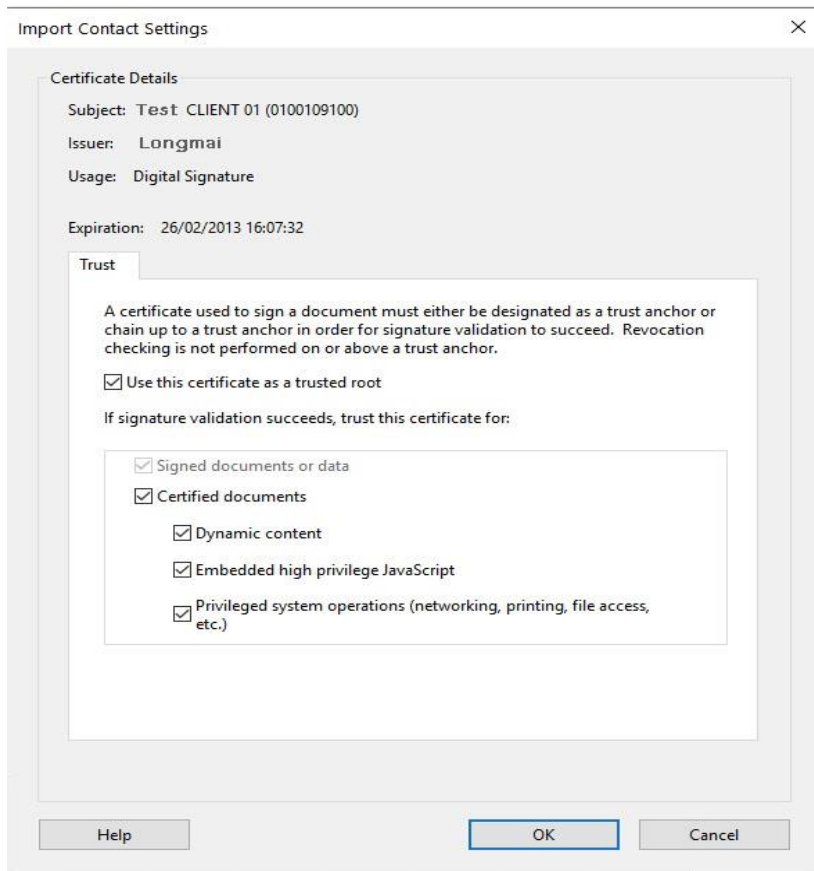 Import Contact Settings
Certificate Details
Subject: Test CLIENT 01 (0100109100)
Issuer: Longmai
Usage: Digital Signature
Expiration: 26/02/2013 16:07:32
Trust
A certificate used to sign a document must either be designated as a trust anchor or
chain up to a trust anchor in order for signature validation to succeed. Revocation
checking is not performed on or above a trust anchor.
Use this certificate as a trusted root
If signature validation succeeds, trust this certificate for:
Signed documents or data
Certified documents
Dynamic content
Embedded high privilege JavaScript
Privileged system operations (networking, printing, file access,
etc.)
Help OK Cancel